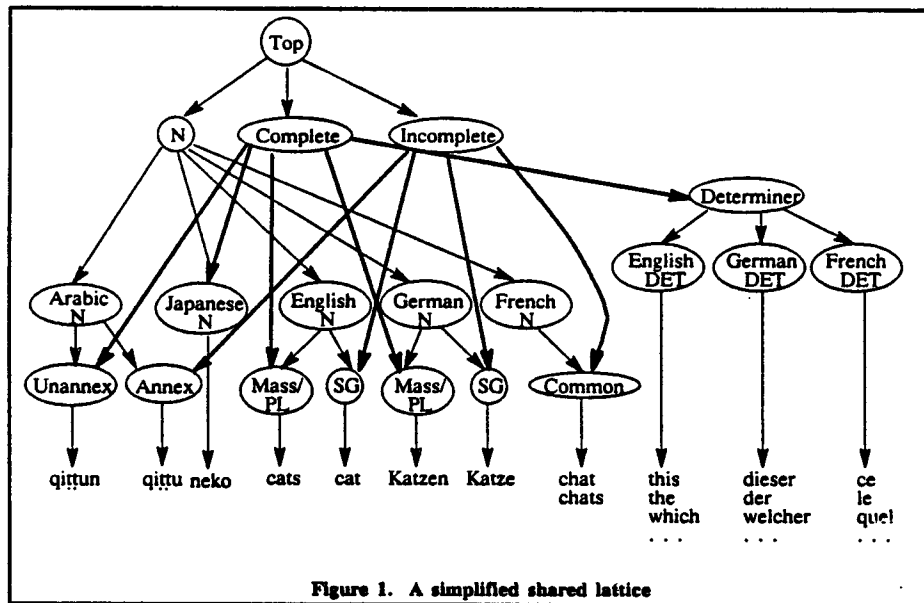 Top
N
Complete
Incomplete
Determiner
English
DET
German
DET
French
DET
Arabic
N
Japanese
N
English
N
German
N
French
N
Unannex
Annex
Mass/
PL
SG
Mass/
PL
SG
Common
qiṭṭun
qiṭṭu
neko
cats
cat
Katzen
Katze
chat
chats
this
the
which
. . .
dieser
der
welcher
. . .
ce
le
quel
. . .
Figure 1. A simplified shared lattice